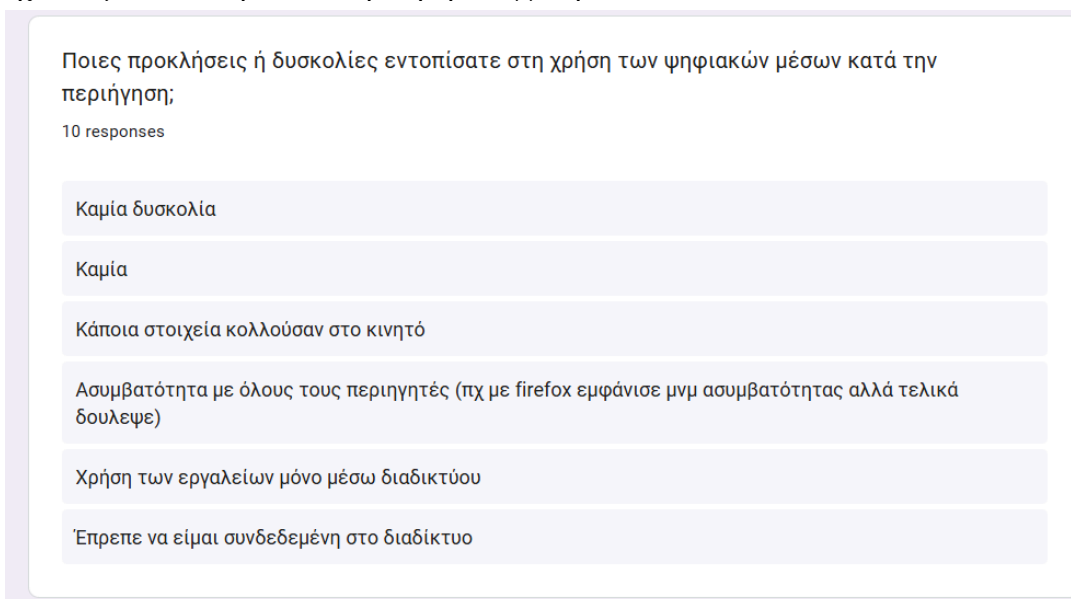 Ποιες προκλήσεις ή δυσκολίες εντοπίσατε στη χρήση των ψηφιακών μέσων κατά την
περιήγηση;
10 responses
Καμία δυσκολία
Καμία
Κάποια στοιχεία κολλούσαν στο κινητό
Ασυμβατότητα με όλους τους περιηγητές (πχ με firefox εμφάνισε μνμ ασυμβατότητας αλλά τελικά
δουλεψε)
Χρήση των εργαλείων μόνο μέσω διαδικτύου
Έπρεπε να είμαι συνδεδεμένη στο διαδίκτυο